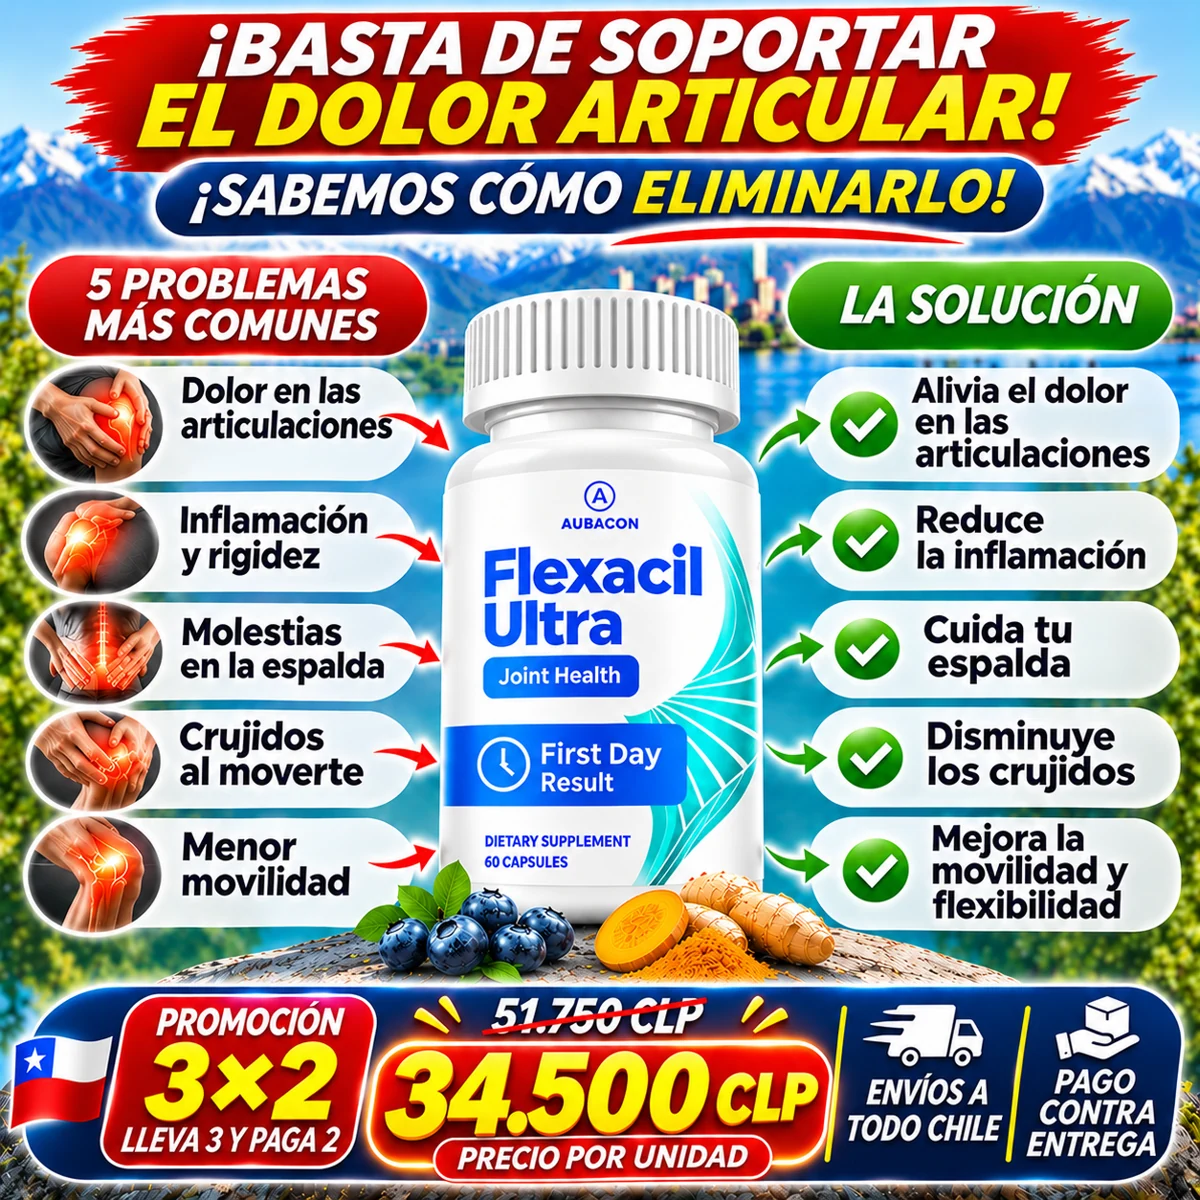 ¡BASTA DE SOPORTAR
EL DOLOR ARTICULAR!
¡SABEMOS CÓMO ELIMINARLO!
5 PROBLEMAS
MÁS COMUNES
Dolor en las
articulaciones
Inflamación
y rigidez
Molestias
en la espalda
Crujidos
al moverte
Menor
movilidad
A
AUBACON
Flexacil
Ultra
Joint Health
First Day
Result
DIETARY SUPPLEMENT
60 CAPSULES
LA SOLUCIÓN
Alivia el dolor
en las
articulaciones
Reduce
la inflamación
Cuida tu
espalda
Disminuye
los crujidos
Mejora la
movilidad y
flexibilidad
PROMOCIÓN
3×2
LLEVA 3 Y PAGA 2
51.750 CLP
34.500 CLP
PRECIO POR UNIDAD
ENVÍOS A
TODO CHILE
PAGO
CONTRA
ENTREGA